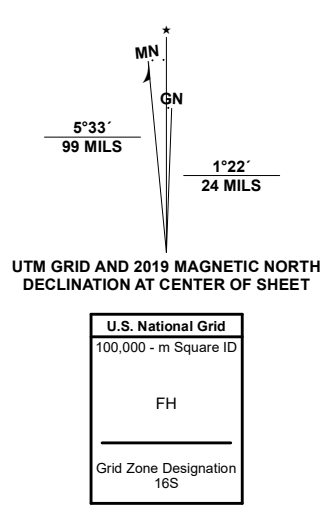 ★
MN
GN
5°33´
99 MILS
1°22´
24 MILS
UTM GRID AND 2019 MAGNETIC NORTH
DECLINATION AT CENTER OF SHEET
U.S. National Grid
100,000 - m Square ID
FH
Grid Zone Designation
16S